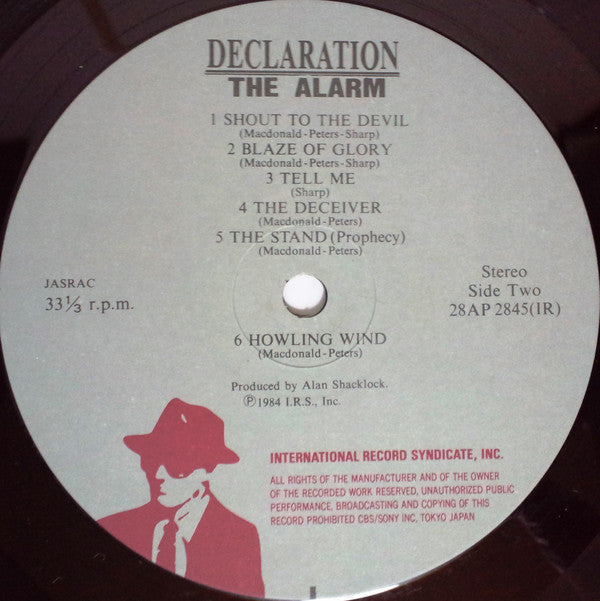 DECLARATION
THE ALARM
1 SHOUT TO THE DEVIL
(Macdonald-Peters-Sharp)
2 BLAZE OF GLORY
(Macdonald-Peters-Sharp)
3 TELL ME
(Sharp)
4 THE DECEIVER
(Macdonald-Peters)
5 THE STAND (Prophecy)
(Macdonald-Peters)
JASRAC
33⅓ r.p.m.
Stereo
Side Two
28AP 2845(IR)
6 HOWLING WIND
(Macdonald-Peters)
Produced by Alan Shacklock.
℗1984 I.R.S., Inc.
INTERNATIONAL RECORD SYNDICATE, INC.
ALL RIGHTS OF THE MANUFACTURER AND OF THE OWNER
OF THE RECORDED WORK RESERVED, UNAUTHORIZED PUBLIC
PERFORMANCE, BROADCASTING AND COPYING OF THIS
RECORD PROHIBITED CBS/SONY INC, TOKYO JAPAN